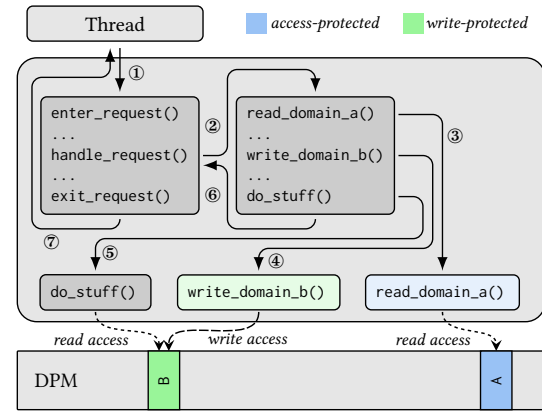 Thread
access-protected
write-protected
①
enter_request()
...
handle_request()
...
exit_request()
②
⑥
read_domain_a()
...
write_domain_b()
...
do_stuff()
③
⑦
⑤
④
do_stuff()
write_domain_b()
read_domain_a()
read access
write access
read access
DPM
B
A